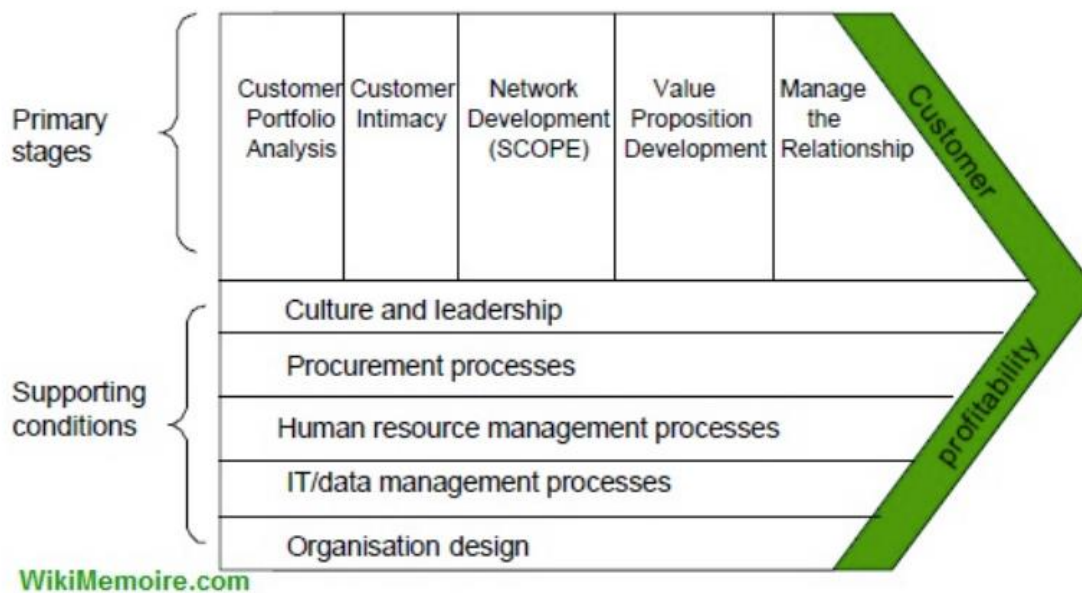 Primary
stages
Customer
Portfolio
Analysis
Customer
Intimacy
Network
Development
(SCOPE)
Value
Proposition
Development
Manage
the
Relationship
Customer
profitability
Supporting
conditions
Culture and leadership
Procurement processes
Human resource management processes
IT/data management processes
Organisation design
WikiMemoire.com